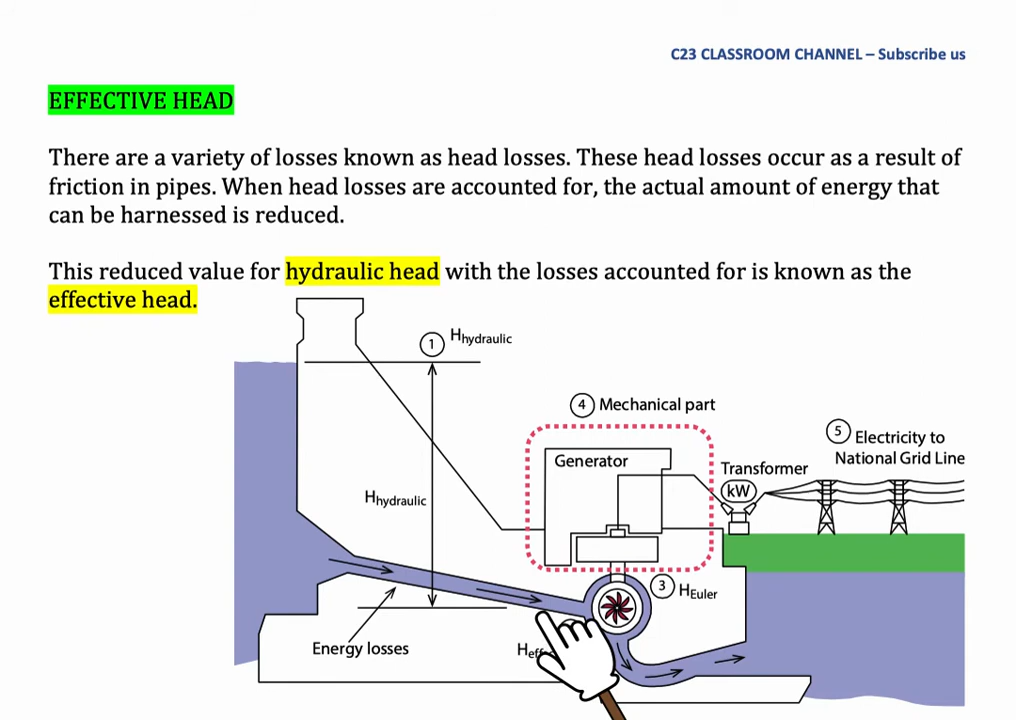 C23 CLASSROOM CHANNEL – Subscribe us
EFFECTIVE HEAD
There are a variety of losses known as head losses. These head losses occur as a result of
friction in pipes. When head losses are accounted for, the actual amount of energy that
can be harnessed is reduced.
This reduced value for hydraulic head with the losses accounted for is known as the
effective head.
1 Hhydraulic
4 Mechanical part
5 Electricity to
National Grid Line
Generator
Transformer
kW
Hhydraulic
3 HEuler
Energy losses